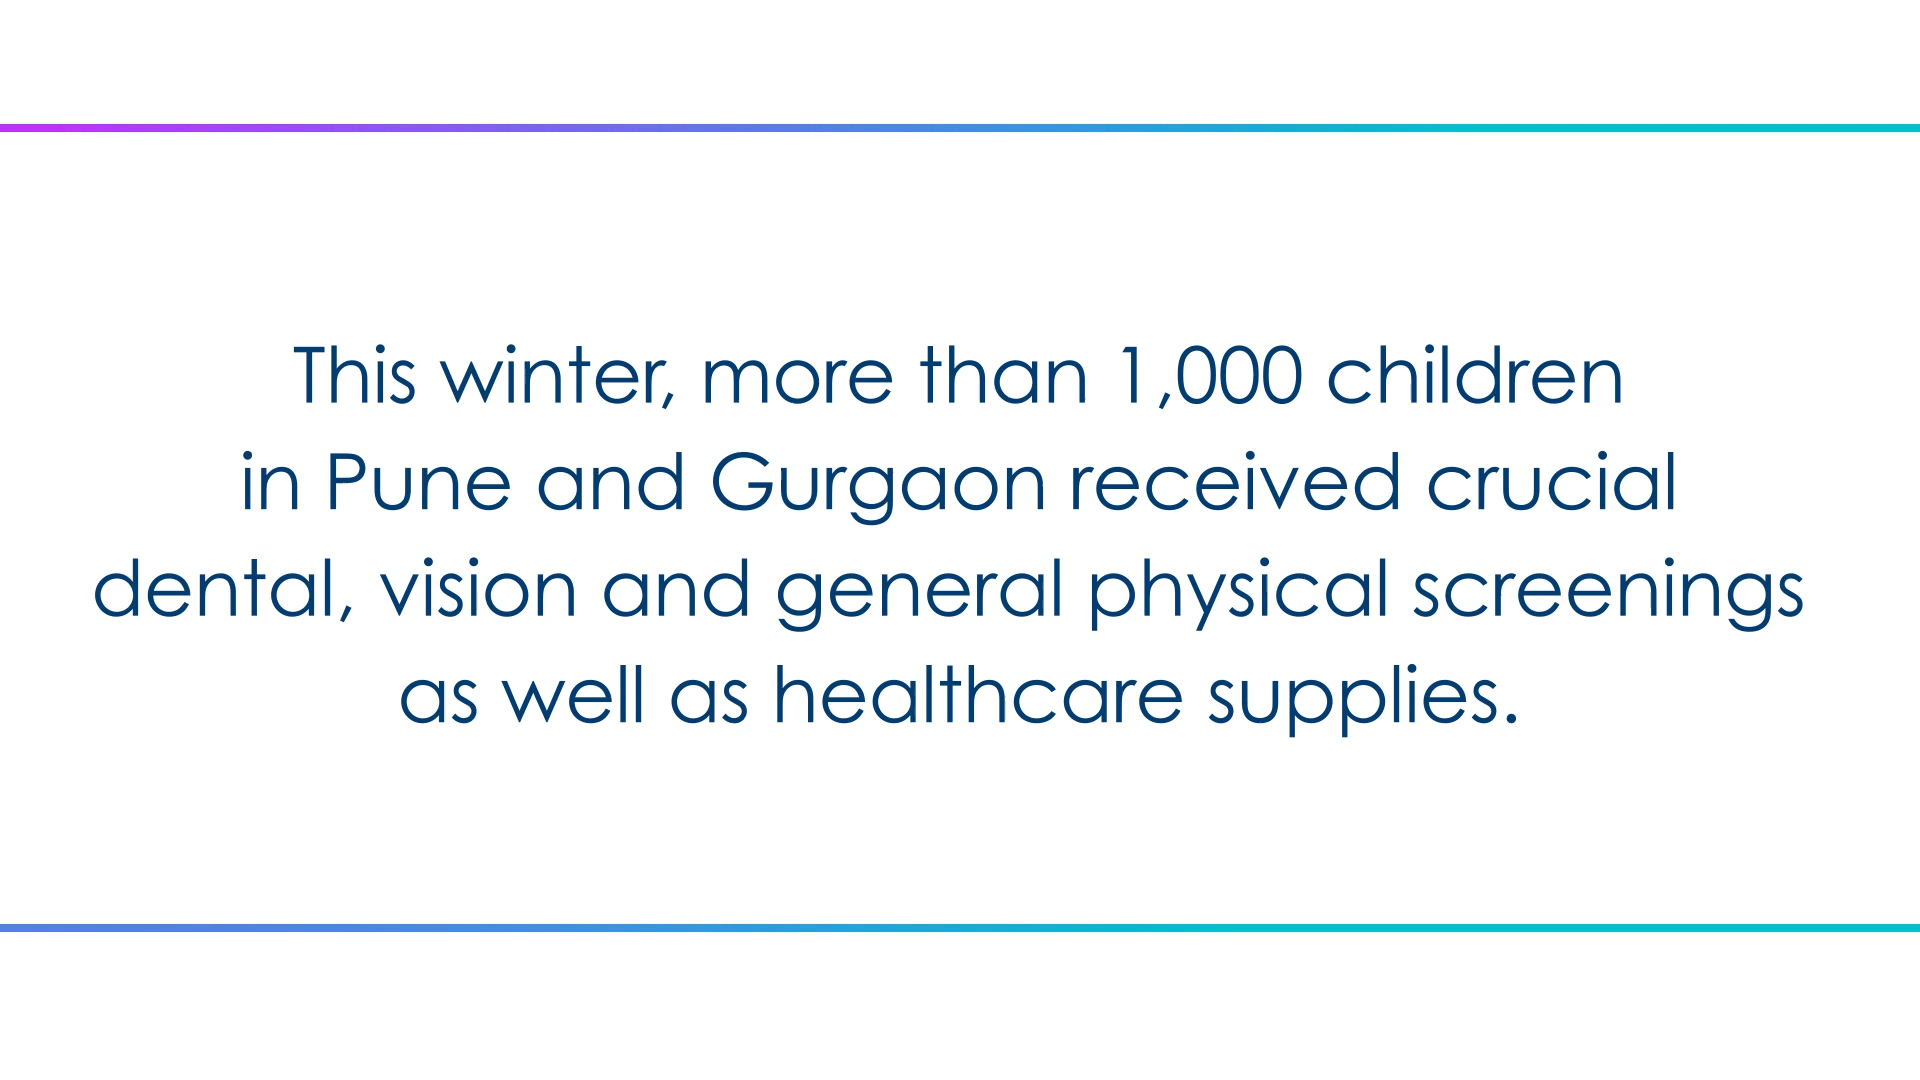 This winter, more than 1,000 children
in Pune and Gurgaon received crucial
dental, vision and general physical screenings
as well as healthcare supplies.